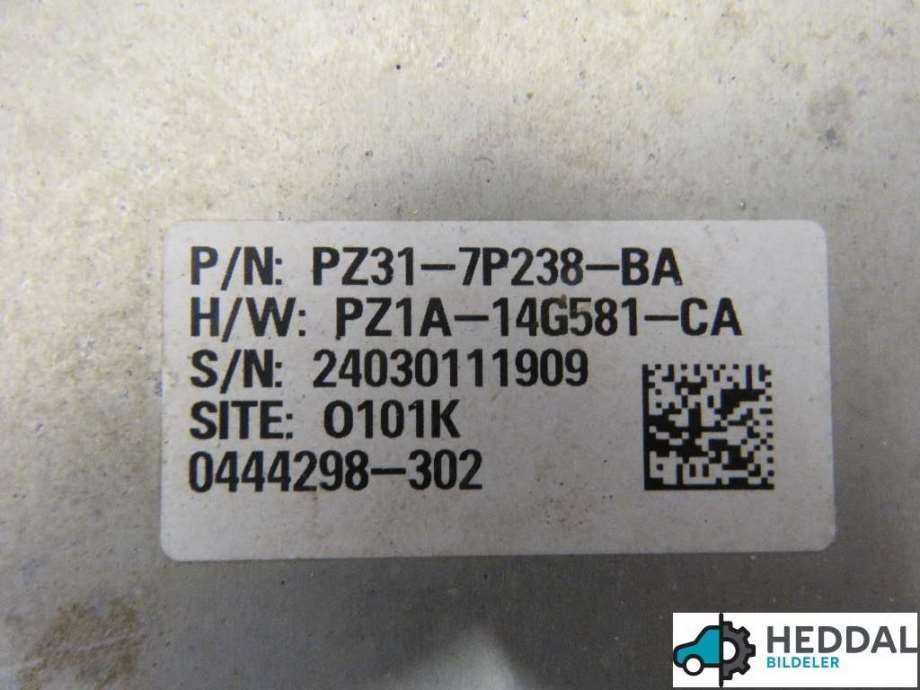 P/N: PZ31-7P238-BA
H/W: PZ1A-14G581-CA
S/N: 24030111909
SITE: O101K
0444298-302
HEDDAL
BILDELER